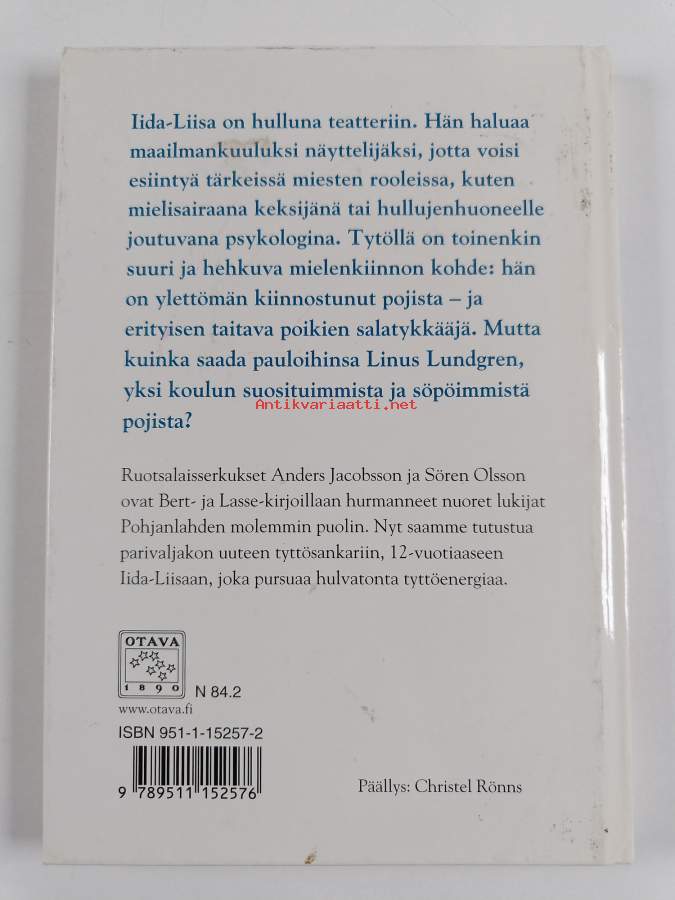 Iida-Liisa on hulluna teatteriin. Hän haluaa
maailmankuuluksi näyttelijäksi, jotta voisi
esiintyä tärkeissä miesten rooleissa, kuten
mielisairaana keksijänä tai hullujenhuoneelle
joutuvana psykologina. Tytöllä on toinenkin
suuri ja hehkuva mielenkiinnon kohde: hän
on ylettömän kiinnostunut pojista – ja
erityisen taitava poikien salatykkääjä. Mutta
kuinka saada pauloihinsa Linus Lundgren,
yksi koulun suosituimmista ja söpöimmistä
Antikvariaatti.net
pojista?
Ruotsalaisserkukset Anders Jacobsson ja Sören Olsson
ovat Bert- ja Lasse-kirjoillaan hurmanneet nuoret lukijat
Pohjanlahden molemmin puolin. Nyt saamme tutustua
parivaljakon uuteen tyttösankariin, 12-vuotiaaseen
Iida-Liisaan, joka pursuaa hulvatonta tyttöenergiaa.
OTAVA
1890
N 84.2
www.otava.fi
ISBN 951-1-15257-2
9 789511 152576
Päällys: Christel Rönns